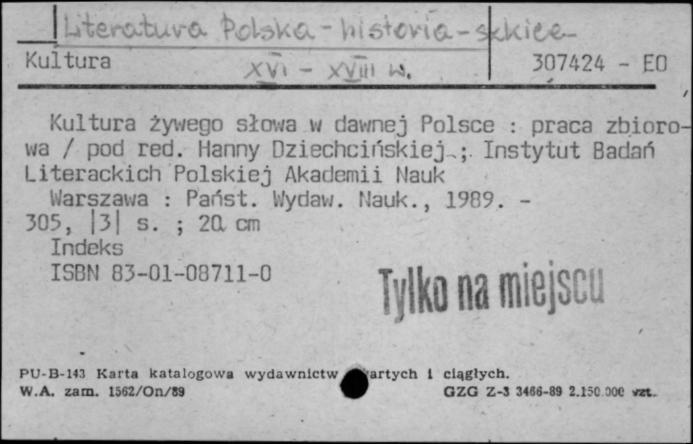 Literatura Polska - historia - szkice
Kultura 307424 - EO
XVI - XVIII w.
Kultura żywego słowa w dawnej Polsce : praca zbioro-
wa / pod red. Hanny Dziechcińskiej ; Instytut Badań
Literackich Polskiej Akademii Nauk
Warszawa : Państ. Wydaw. Nauk., 1989. -
305, |3| s. ; 20 cm
Indeks
ISBN 83-01-08711-0
Tylko na miejscu
PU-B-143 Karta katalogowa wydawnictw artych i ciągłych.
W.A. zam. 1562/On/89 GZG Z-3 3466-89 2.150.000 szt.